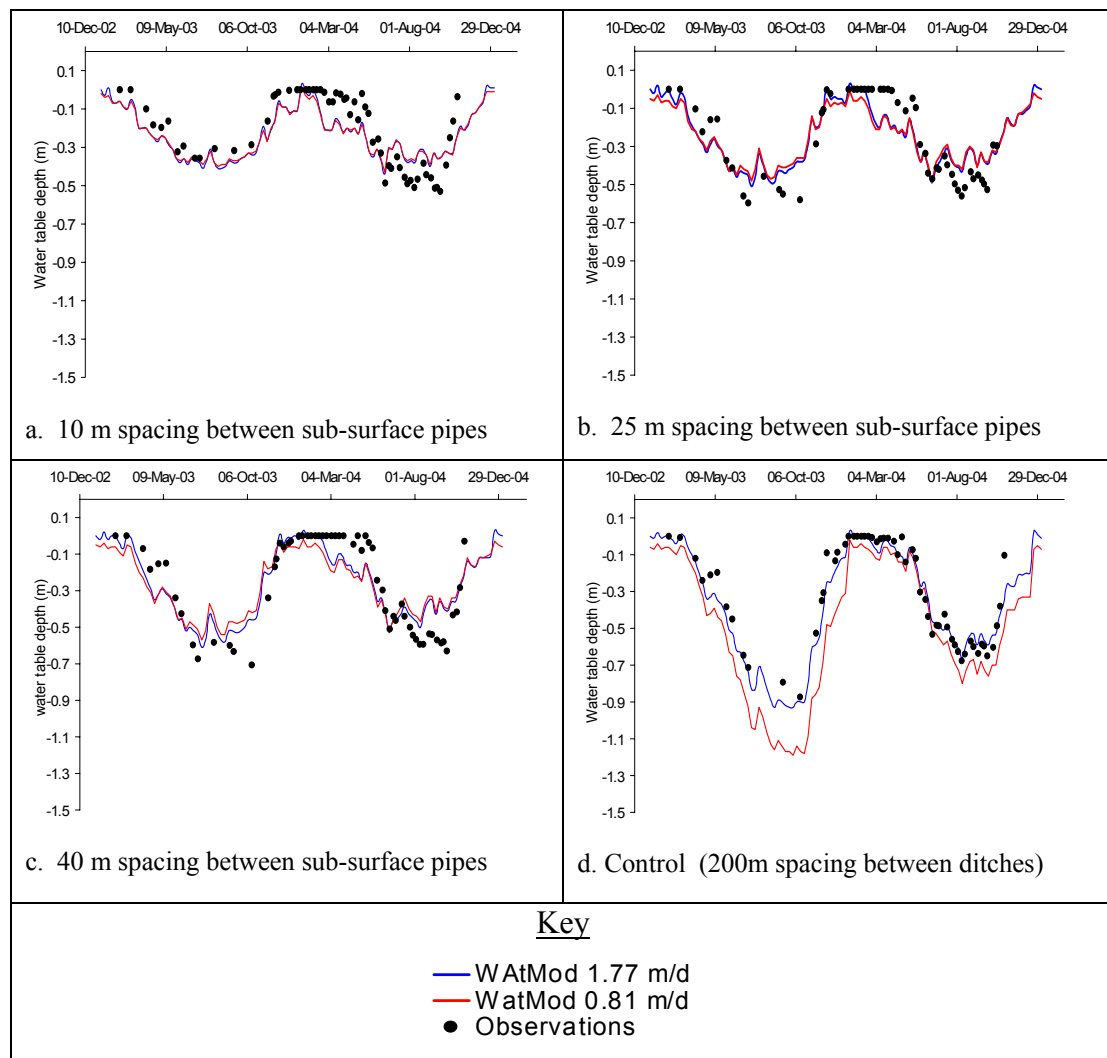 10-Dec-02 09-May-03 06-Oct-03 04-Mar-04 01-Aug-04 29-Dec-04
0.1
-0.1
-0.3
-0.5
-0.7
-0.9
-1.1
-1.3
-1.5
Water table depth (m)
a. 10 m spacing between sub-surface pipes
10-Dec-02 09-May-03 06-Oct-03 04-Mar-04 01-Aug-04 29-Dec-04
0.1
-0.1
-0.3
-0.5
-0.7
-0.9
-1.1
-1.3
-1.5
Water table depth (m)
b. 25 m spacing between sub-surface pipes
10-Dec-02 09-May-03 06-Oct-03 04-Mar-04 01-Aug-04 29-Dec-04
0.1
-0.1
-0.3
-0.5
-0.7
-0.9
-1.1
-1.3
-1.5
water table depth (m)
c. 40 m spacing between sub-surface pipes
10-Dec-02 09-May-03 06-Oct-03 04-Mar-04 01-Aug-04 29-Dec-04
0.1
-0.1
-0.3
-0.5
-0.7
-0.9
-1.1
-1.3
-1.5
Water table depth (m)
d. Control (200m spacing between ditches)
Key
WAtMod 1.77 m/d
WatMod 0.81 m/d
Observations